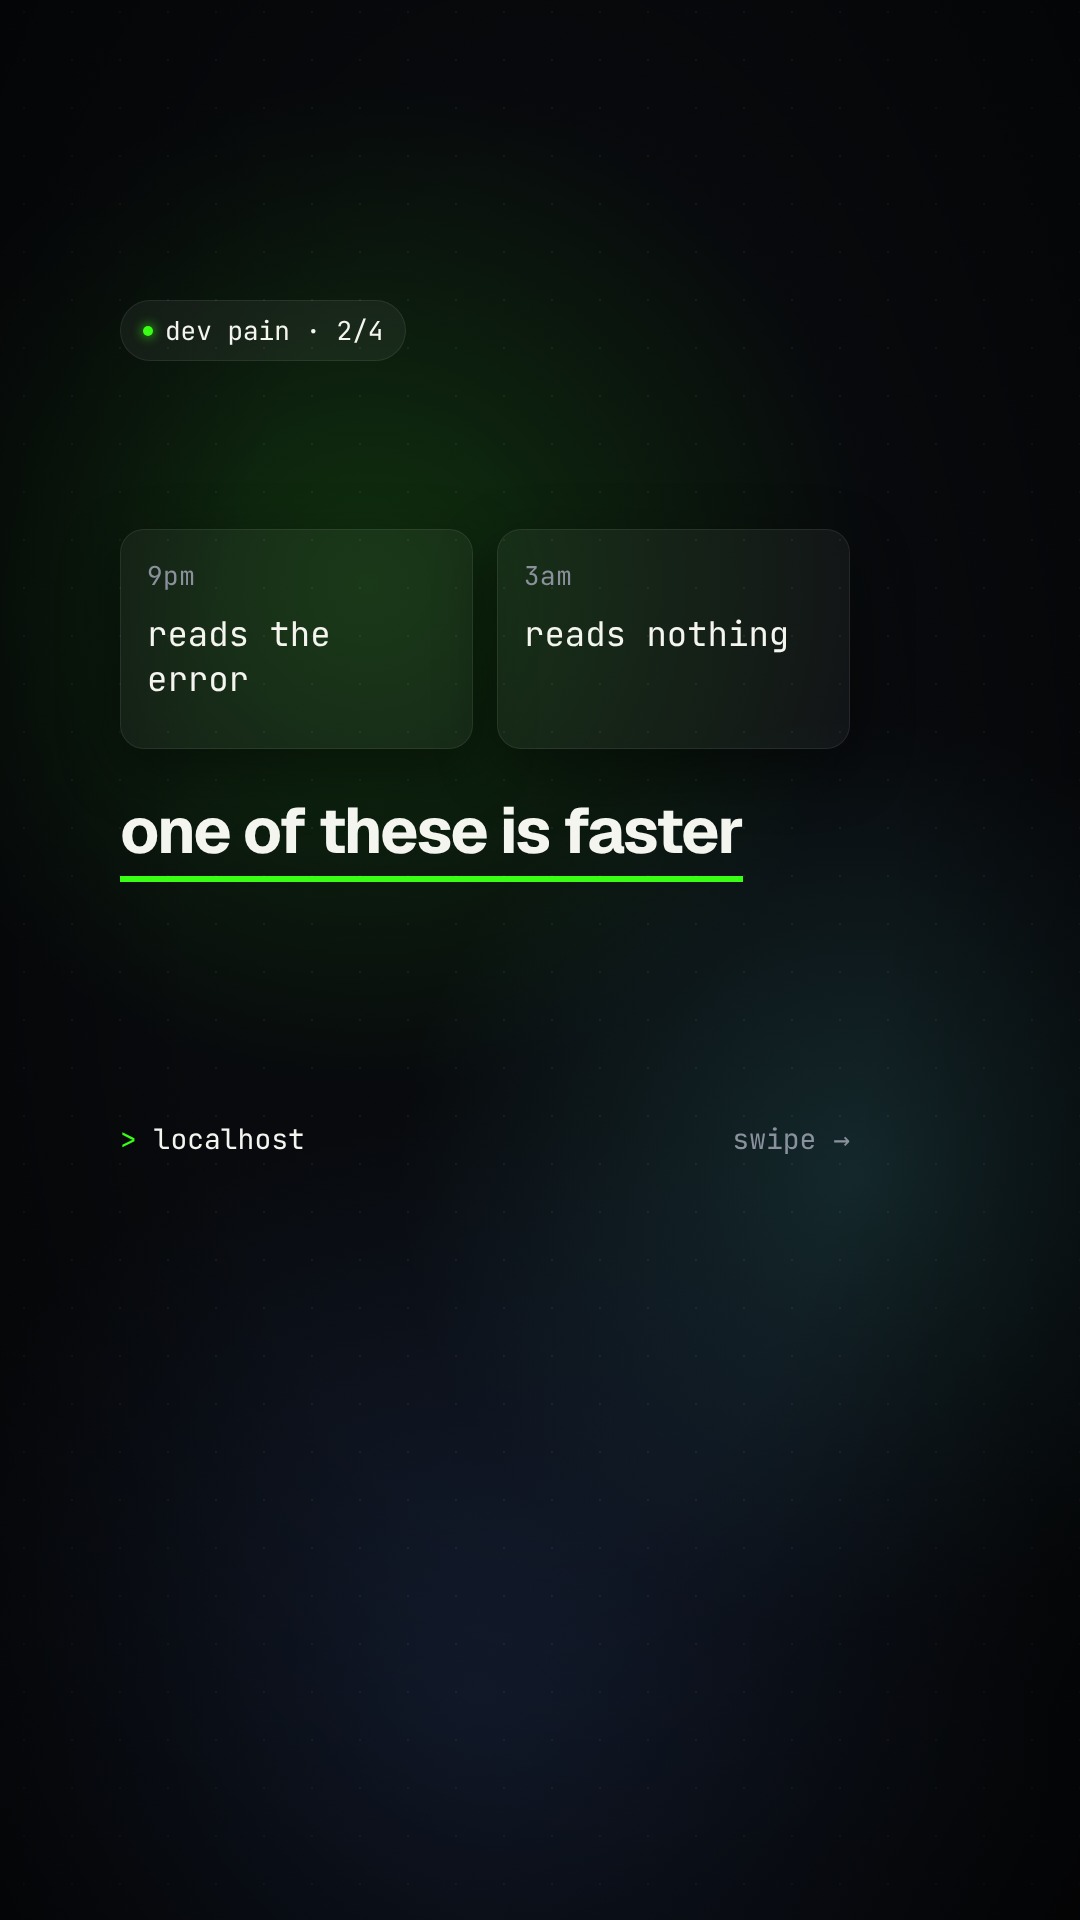 dev pain · 2/4
9pm
reads the
error
3am
reads nothing
one of these is faster
> localhost
swipe →